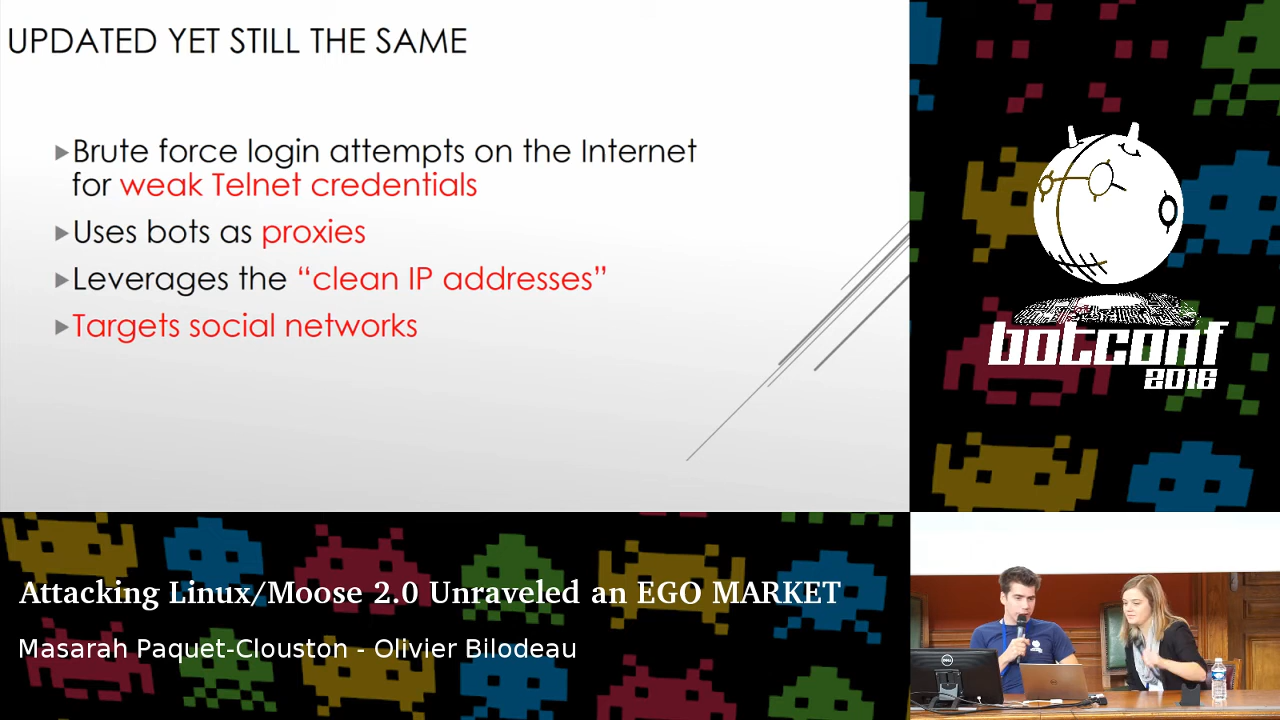 UPDATED YET STILL THE SAME
Brute force login attempts on the Internet
for weak Telnet credentials
Uses bots as proxies
Leverages the “clean IP addresses”
Targets social networks
botconf
2016
Attacking Linux/Moose 2.0 Unraveled an EGO MARKET
Masarah Paquet-Clouston - Olivier Bilodeau
DELL